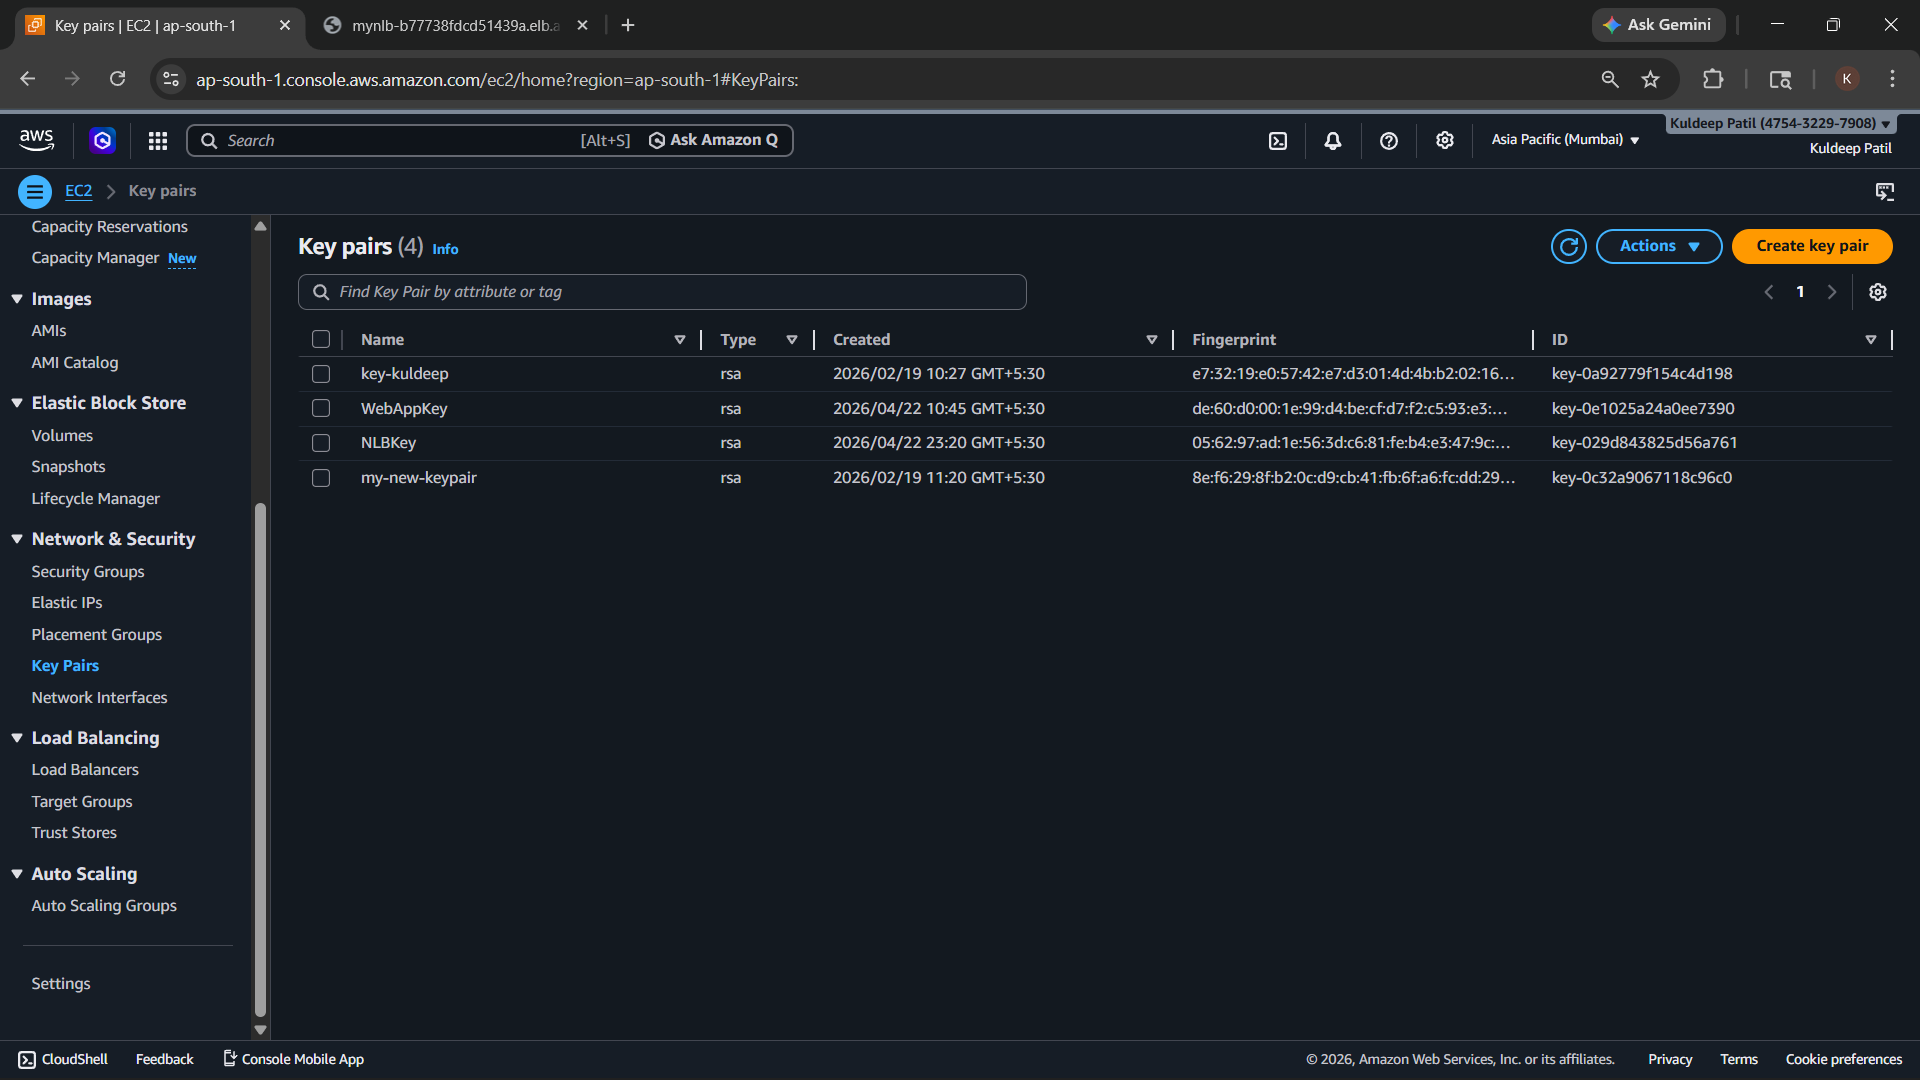 Key pairs | EC2 | ap-south-1
mynlb-b77738fdcd51439a.elb.a
Ask Gemini
ap-south-1.console.aws.amazon.com/ec2/home?region=ap-south-1#KeyPairs:
K
aws
Search
[Alt+S]
Ask Amazon Q
Asia Pacific (Mumbai)
Kuldeep Patil (4754-3229-7908)
Kuldeep Patil
EC2
Key pairs
Capacity Reservations
Capacity Manager New
Images
AMIs
AMI Catalog
Elastic Block Store
Volumes
Snapshots
Lifecycle Manager
Network & Security
Security Groups
Elastic IPs
Placement Groups
Key Pairs
Network Interfaces
Load Balancing
Load Balancers
Target Groups
Trust Stores
Auto Scaling
Auto Scaling Groups
Settings
Key pairs (4) Info
Actions
Create key pair
Find Key Pair by attribute or tag
1
Name Type Created Fingerprint ID
key-kuldeep rsa 2026/02/19 10:27 GMT+5:30 e7:32:19:e0:57:42:e7:d3:01:4d:4b:b2:02:16... key-0a92779f154c4d198
WebAppKey rsa 2026/04/22 10:45 GMT+5:30 de:60:d0:00:1e:99:d4:be:cf:d7:f2:c5:93:e3:... key-0e1025a24a0ee7390
NLBKey rsa 2026/04/22 23:20 GMT+5:30 05:62:97:ad:1e:56:3d:c6:81:fe:b4:e3:47:9c:... key-029d843825d56a761
my-new-keypair rsa 2026/02/19 11:20 GMT+5:30 8e:f6:29:8f:b2:0c:d9:cb:41:fb:6f:a6:fc:dd:29... key-0c32a9067118c96c0
CloudShell
Feedback
Console Mobile App
© 2026, Amazon Web Services, Inc. or its affiliates.
Privacy
Terms
Cookie preferences